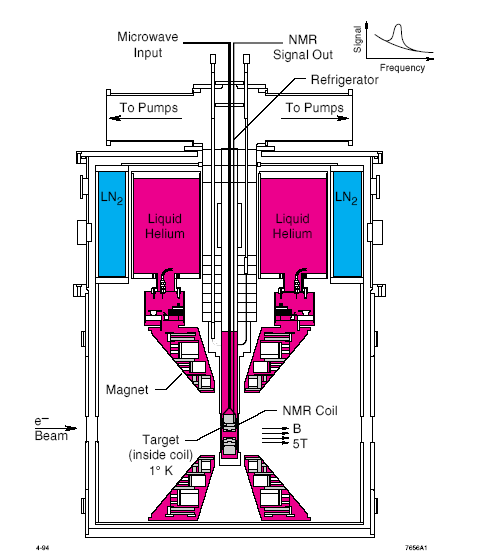 Microwave
Input
NMR
Signal Out
Signal
Frequency
Refrigerator
To Pumps
To Pumps
LN2
Liquid
Helium
Liquid
Helium
LN2
Magnet
NMR Coil
e–
Beam
Target
(inside coil)
1° K
B
5T
4-94
7656A1